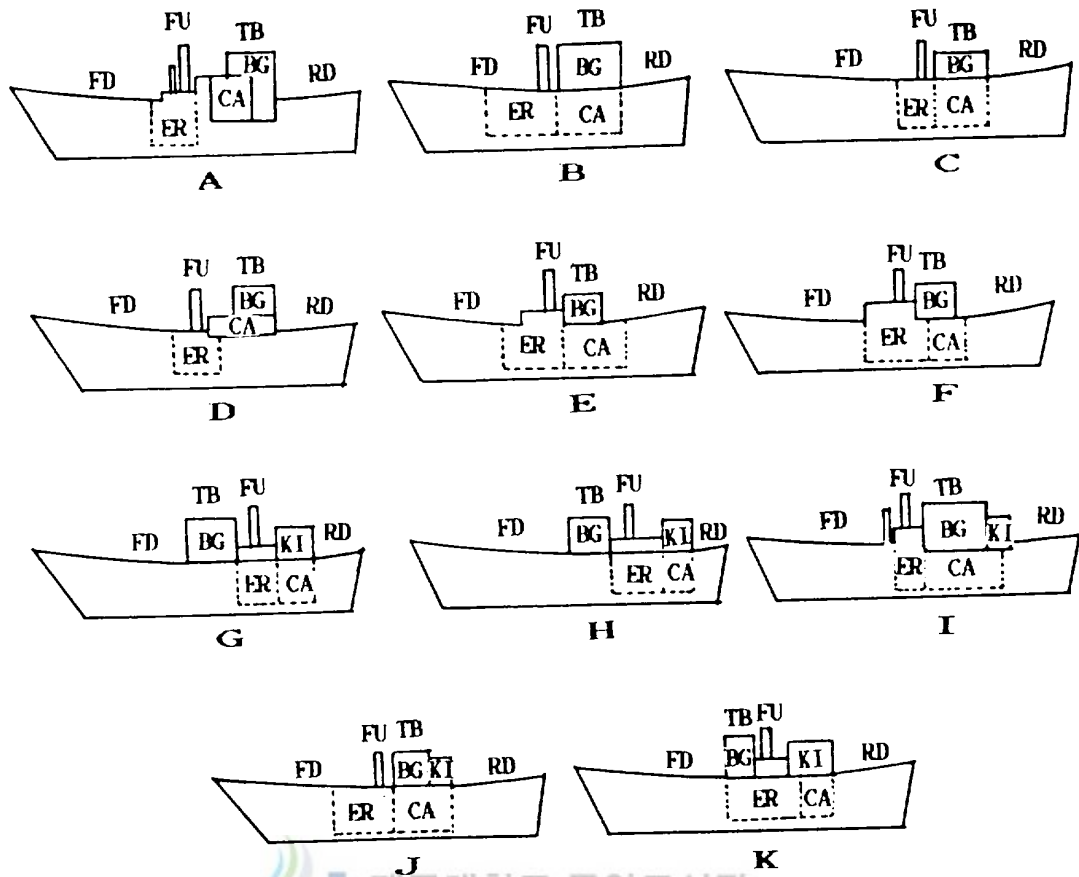 FU TB FU TB FU TB
FD BG RD FD BG RD FD BG RD
CA ER CA ER CA
ER
A B C
FU TB FU TB FU TB
FD BG RD FD BG RD FD BG RD
CA
ER ER CA ER CA
D E F
TB FU TB FU FU TB
FD BG KI RD FD BG KI RD FD BG KI RD
ER CA ER CA ER CA
G H I
FU TB TB FU
FD BG KI RD FD BG KI RD
ER CA ER CA
J K